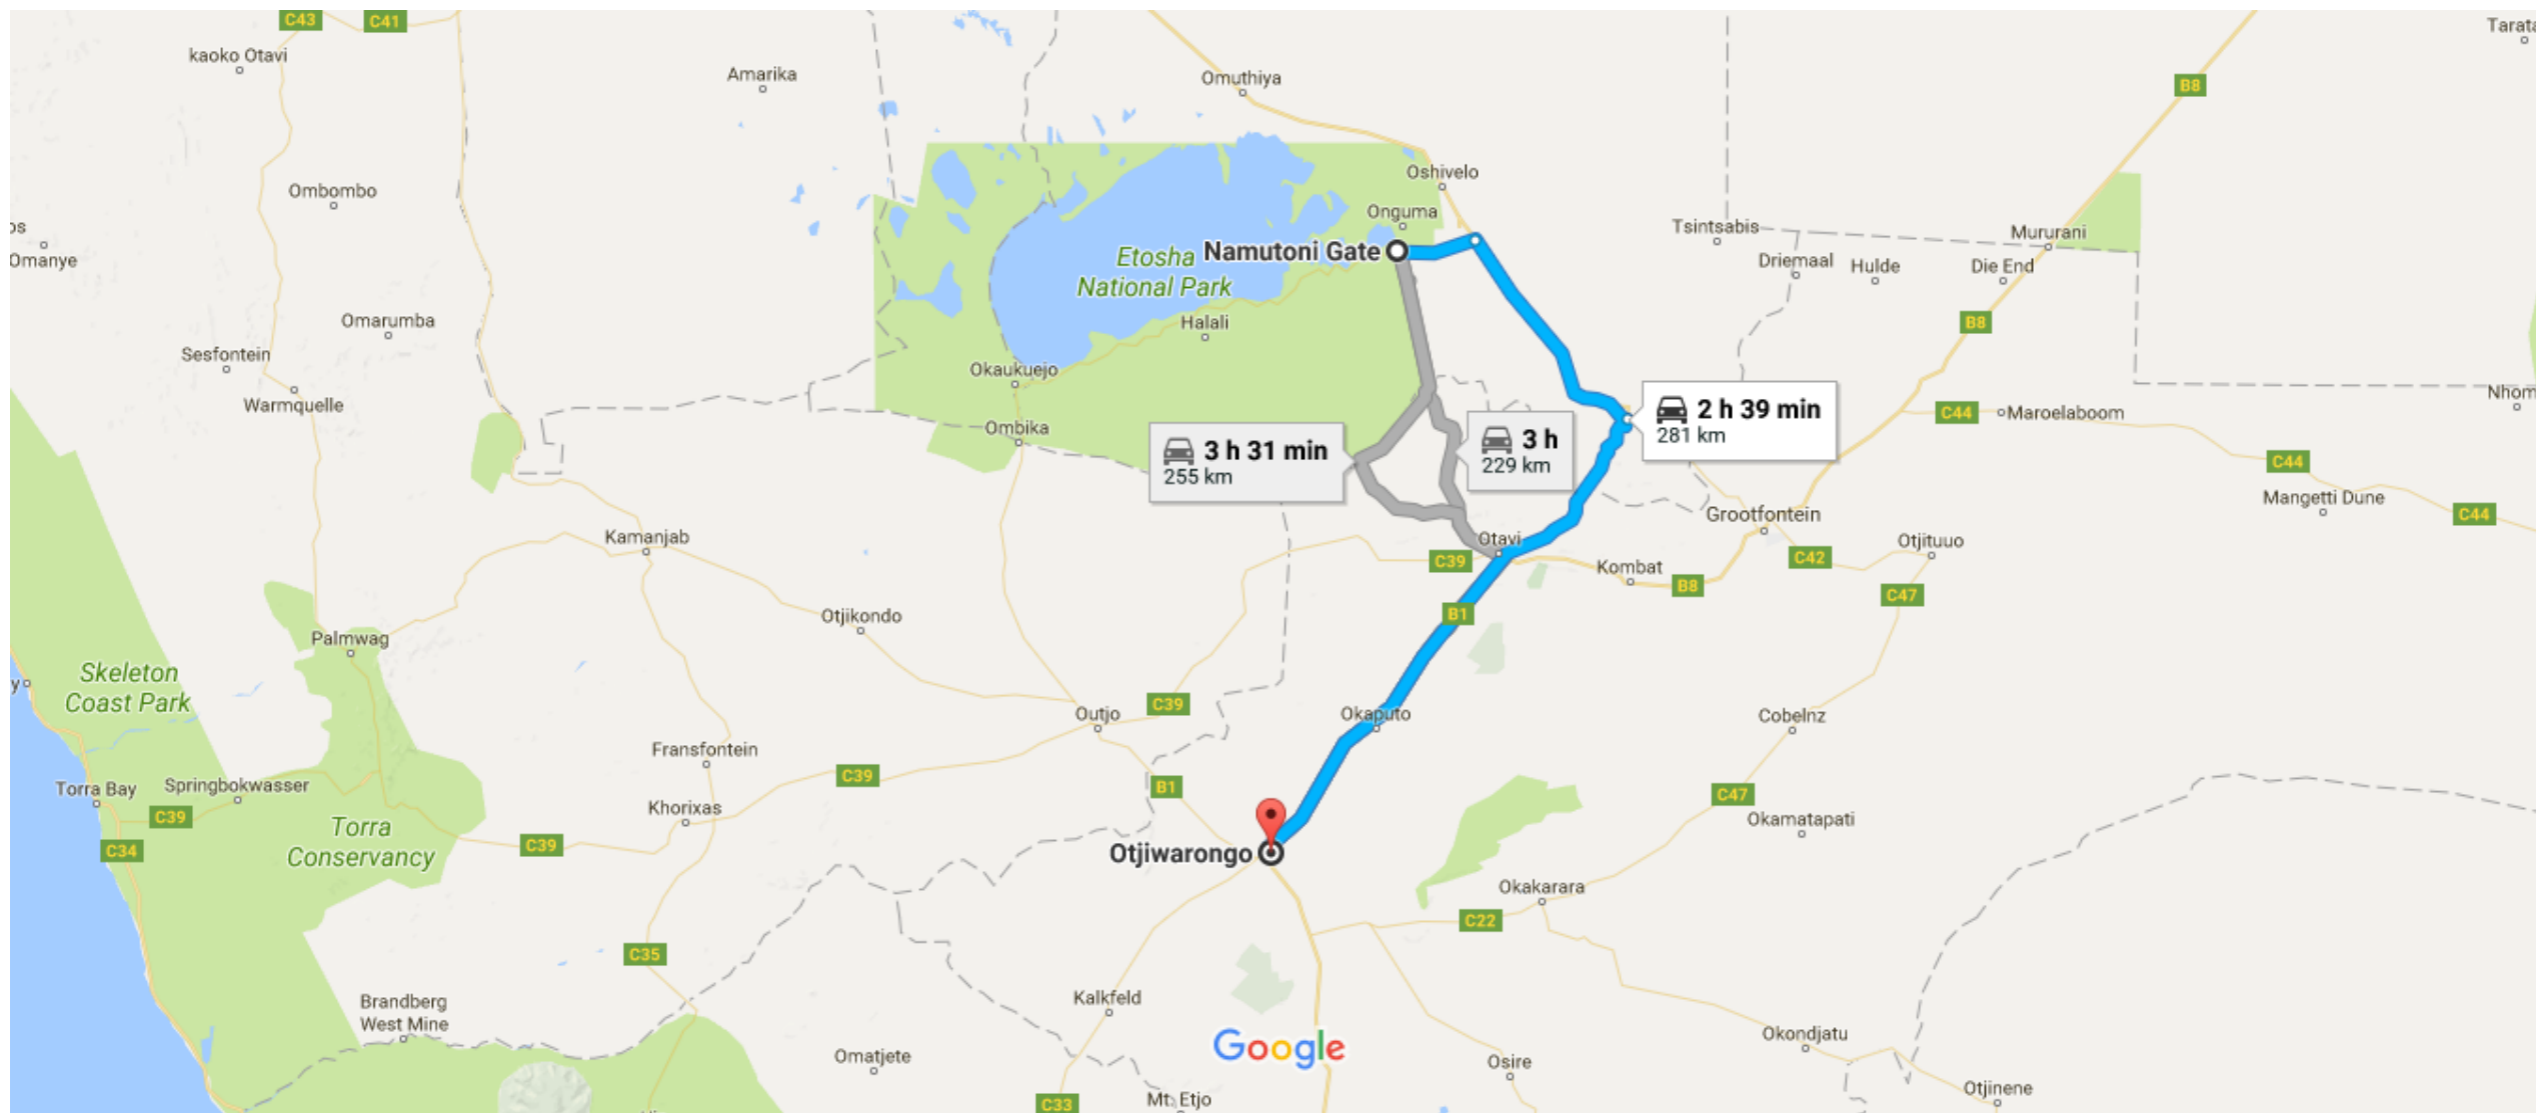 C43
C41
kaoko Otavi
Amarika
Omuthiya
B8
Ombombo
Oshivelo
Onguma
Omanye
Tsintsabis
Mururani
Etosha
National Park
Namutoni Gate
Driemaal
Hulde
Die End
Omarumba
Halali
B8
Sesfontein
Okaukuejo
Warmquelle
Ombika
2 h 39 min
281 km
C44
Maroelaboom
3 h 31 min
255 km
3 h
229 km
C44
Mangetti Dune
C44
Grootfontein
Kamanjab
Otavi
C39
Kombat
B8
C42
Otjituuo
C47
B1
Otjikondo
Palmwag
Skeleton
Coast Park
C39
Outjo
Okaputo
Cobelnz
Fransfontein
C39
B1
Torra Bay
Springbokwasser
C39
C34
Khorixas
C47
Okamatapati
Torra
Conservancy
C39
Otjiwarongo
Okakarara
C22
C35
Brandberg
West Mine
Kalkfeld
Google
Okondjatu
Omatjete
Osire
Otjinene
C33
Mt. Etjo